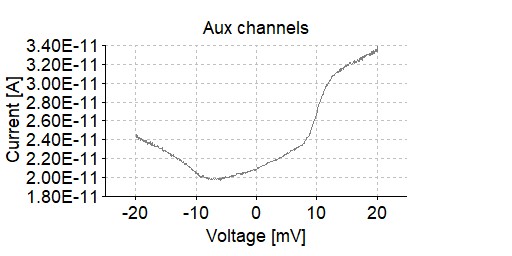 Aux channels
3.40E-11
3.20E-11
3.00E-11
2.80E-11
2.60E-11
2.40E-11
2.20E-11
2.00E-11
1.80E-11
Current [A]
-20 -10 0 10 20
Voltage [mV]